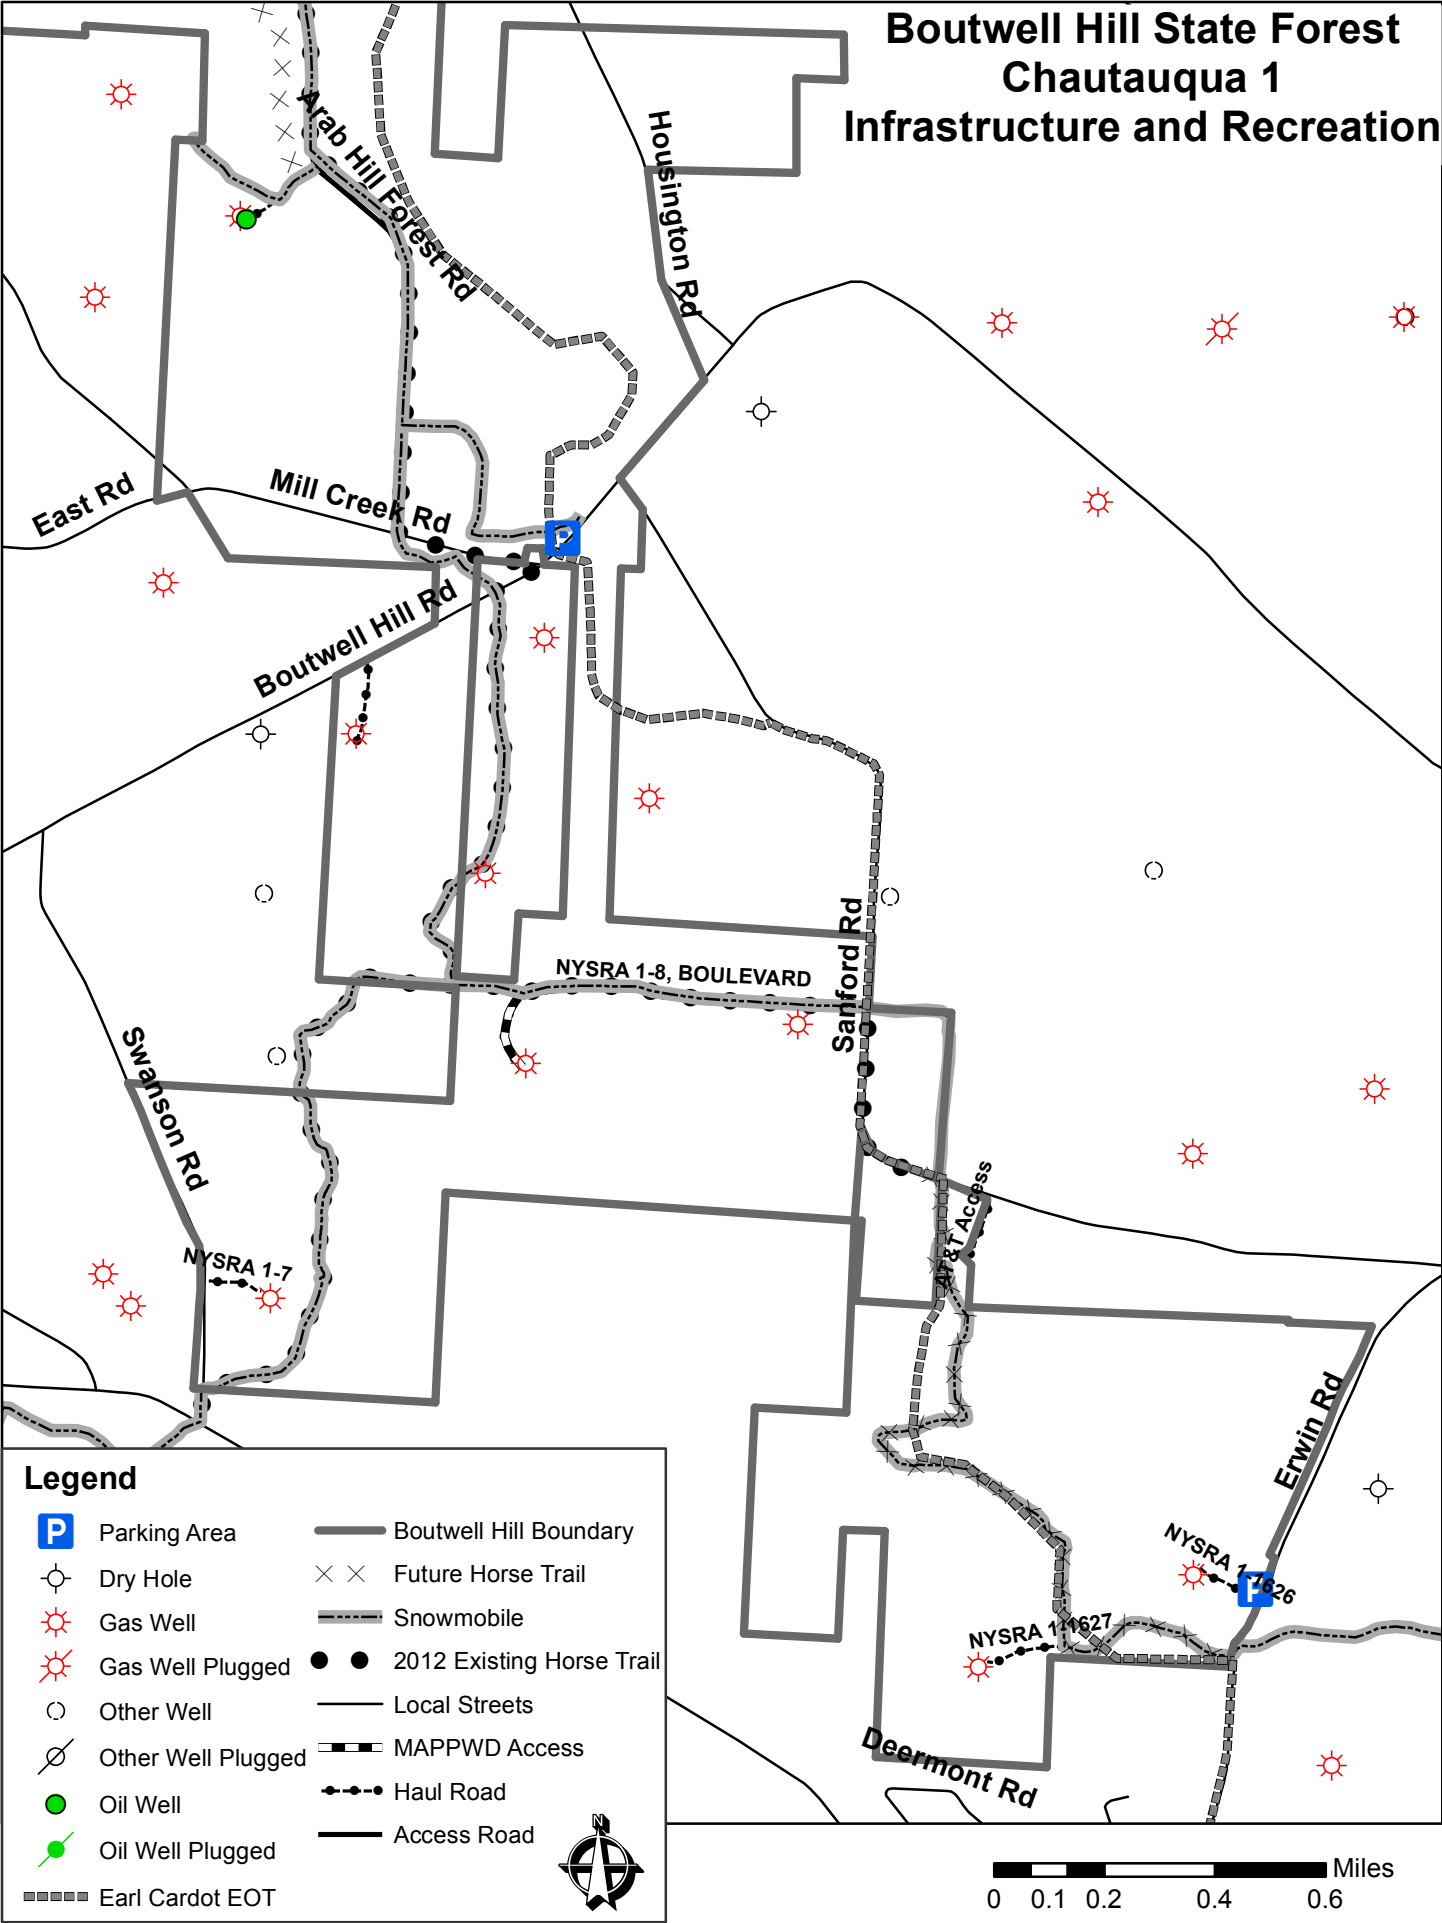 Boutwell Hill State Forest
Chautauqua 1
Infrastructure and Recreation
Arab Hill Forest Rd
Housington Rd
East Rd
Mill Creek Rd
P
Boutwell Hill Rd
Sanford Rd
NYSRA 1-8, BOULEVARD
Swanson Rd
AT&T Access
NYSRA 1-7
Erwin Rd
NYSRA 1-1626
P
NYSRA 1-1627
Deermont Rd
Legend
P Parking Area
Dry Hole
Gas Well
Gas Well Plugged
Other Well
Other Well Plugged
Oil Well
Oil Well Plugged
Earl Cardot EOT
Boutwell Hill Boundary
Future Horse Trail
Snowmobile
2012 Existing Horse Trail
Local Streets
MAPPWD Access
Haul Road
Access Road
N
Miles
0 0.1 0.2 0.4 0.6